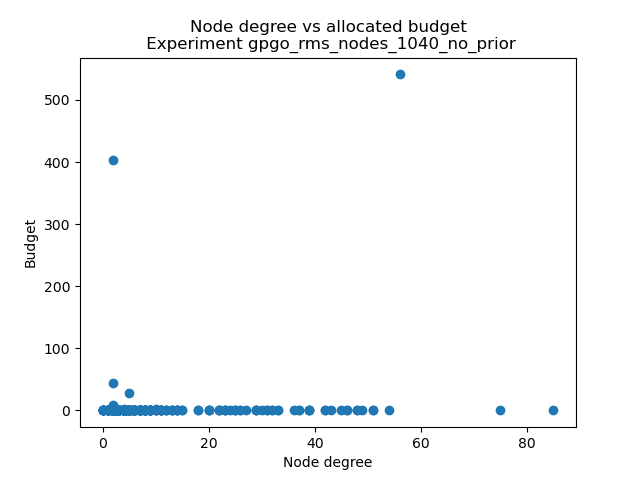 Node degree vs allocated budget
Experiment gpgo_rms_nodes_1040_no_prior
500
400
300
200
100
0
Budget
0 20 40 60 80
Node degree